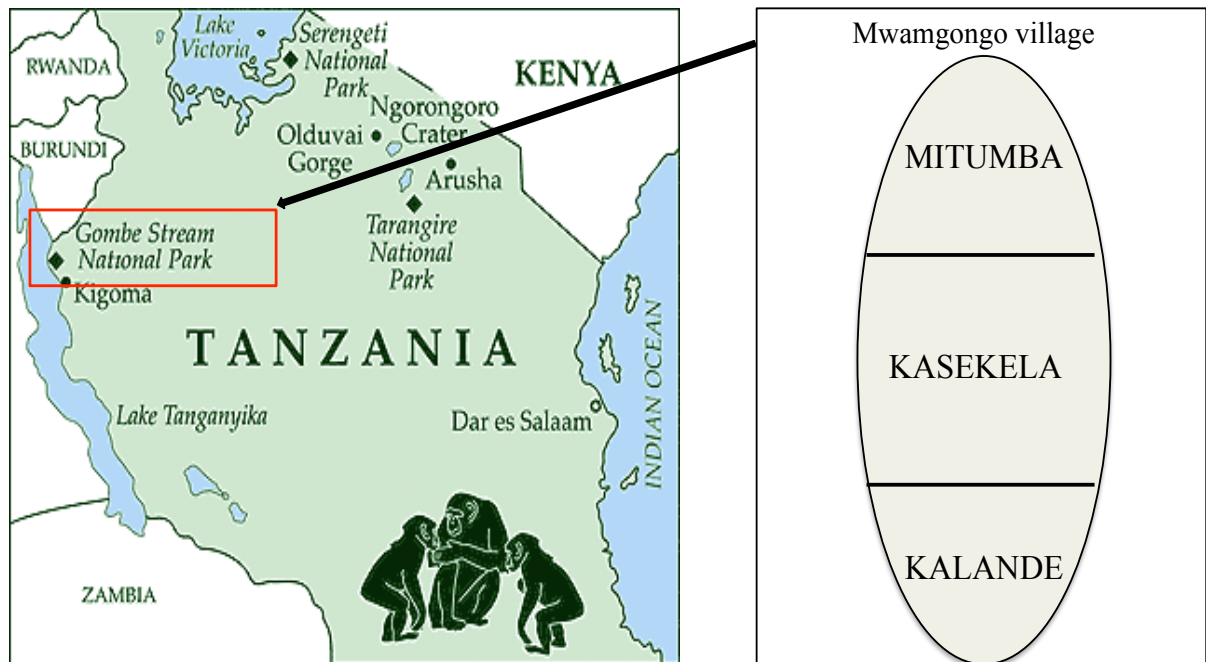 Lake
Victoria
Serengeti
National
Park
RWANDA
KENYA
Ngorongoro
Crater
Olduvai
Gorge
BURUNDI
Arusha
Gombe Stream
National Park
Tarangire
National
Park
Kigoma
TANZANIA
INDIAN OCEAN
Lake Tanganyika
Dar es Salaam
ZAMBIA
Mwamgongo village
MITUMBA
KASEKELA
KALANDE